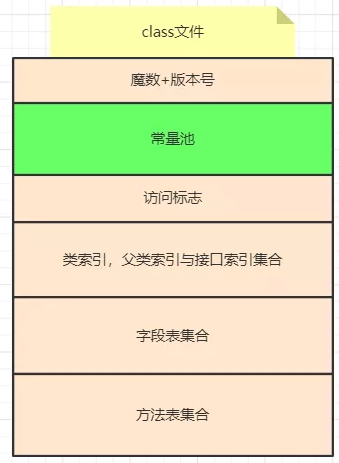 class文件
魔数+版本号
常量池
访问标志
类索引，父类索引与接口索引集合
字段表集合
方法表集合